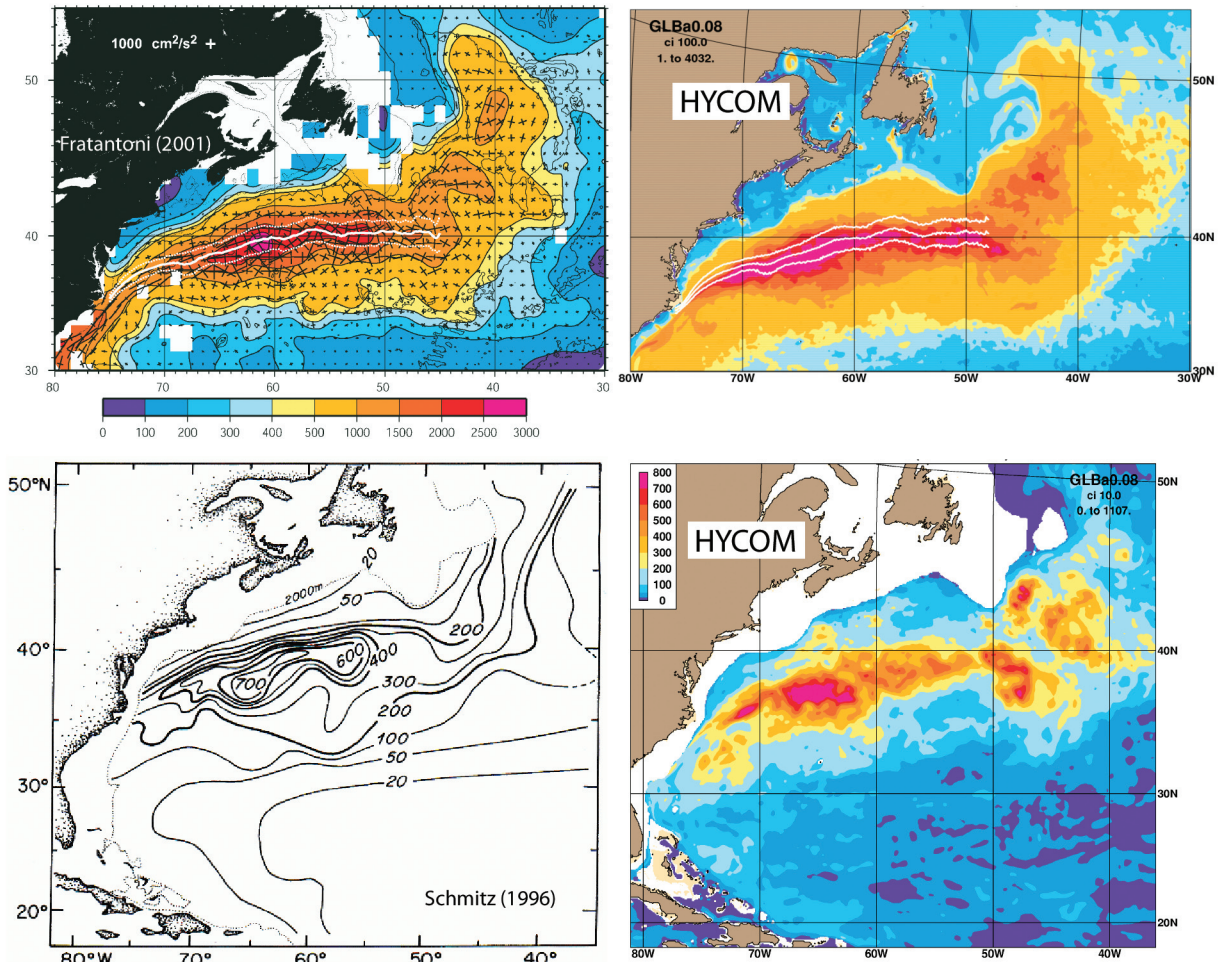 1000 cm²/s² +
Fratantoni (2001)
50
40
30
80
70
60
50
40
30
0 100 200 300 400 500 1000 1500 2000 2500 3000
GLBa0.08
ci 100.0
1. to 4032.
HYCOM
50N
40N
30N
80W 70W 60W 50W 40W 30W
50°N
40°
30°
20°
80°W 70° 60° 50° 40°
2000m
20
50
200
600
400
700
300
200
100
50
20
Schmitz (1996)
800
700
600
500
400
300
200
100
0
GLBa0.08
ci 10.0
0. to 1107.
HYCOM
50N
40N
30N
20N
80W 70W 60W 50W 40W